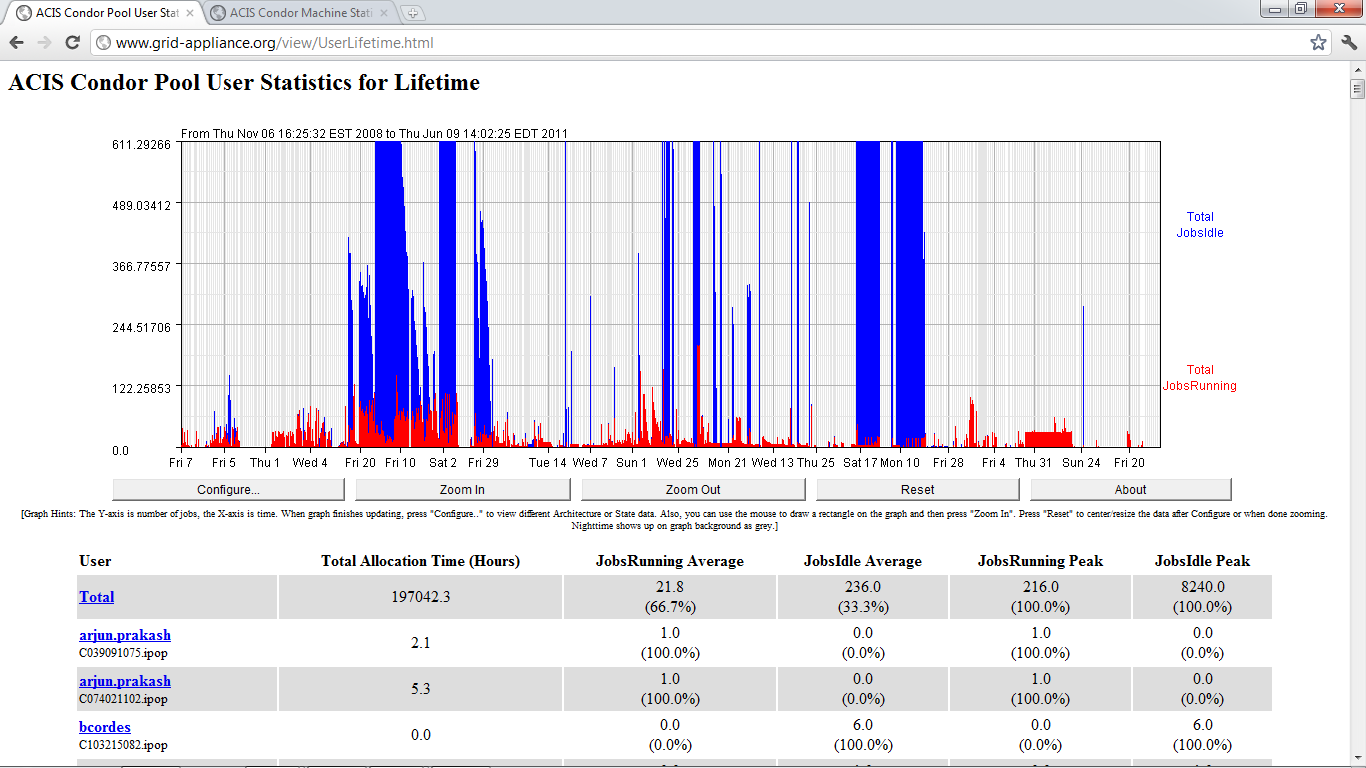 ACIS Condor Pool User Stat
ACIS Condor Machine Stati
www.grid-appliance.org/view/UserLifetime.html
ACIS Condor Pool User Statistics for Lifetime
From Thu Nov 06 16:25:32 EST 2008 to Thu Jun 09 14:02:25 EDT 2011
611.29266
489.03412
366.77557
244.51706
122.25853
0.0
Total
JobsIdle
Total
JobsRunning
Fri 7 Fri 5 Thu 1 Wed 4 Fri 20 Fri 10 Sat 2 Fri 29 Tue 14 Wed 7 Sun 1 Wed 25 Mon 21 Wed 13 Thu 25 Sat 17 Mon 10 Fri 28 Fri 4 Thu 31 Sun 24 Fri 20
Configure... Zoom In Zoom Out Reset About
[Graph Hints: The Y-axis is number of jobs, the X-axis is time. When graph finishes updating, press "Configure.." to view different Architecture or State data. Also, you can use the mouse to draw a rectangle on the graph and then press "Zoom In". Press "Reset" to center/resize the data after Configure or when done zooming.
Nighttime shows up on graph background as grey.]
User Total Allocation Time (Hours) JobsRunning Average JobsIdle Average JobsRunning Peak JobsIdle Peak
Total 197042.3 21.8 236.0 216.0 8240.0
(66.7%) (33.3%) (100.0%) (100.0%)
arjun.prakash 2.1 1.0 0.0 1.0 0.0
C039091075.ipop (100.0%) (0.0%) (100.0%) (0.0%)
arjun.prakash 5.3 1.0 0.0 1.0 0.0
C074021102.ipop (100.0%) (0.0%) (100.0%) (0.0%)
bcordes 0.0 0.0 6.0 0.0 6.0
C103215082.ipop (0.0%) (100.0%) (0.0%) (100.0%)